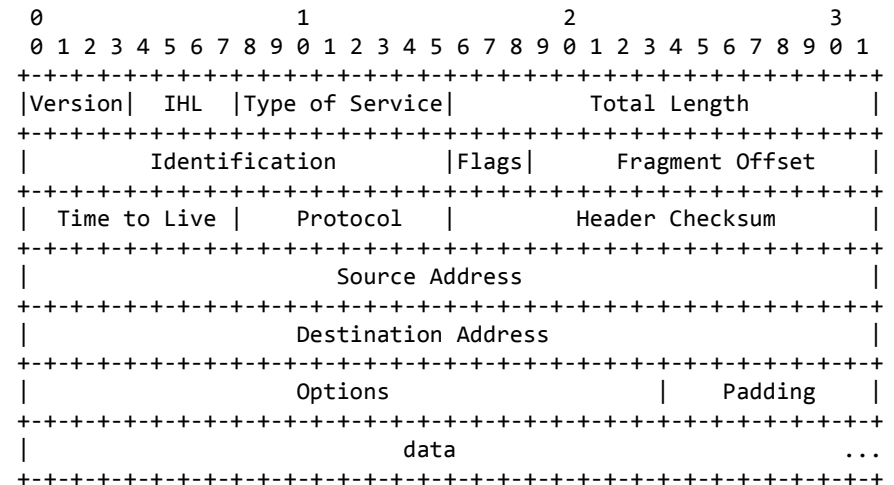 0                   1                   2                   3
 0 1 2 3 4 5 6 7 8 9 0 1 2 3 4 5 6 7 8 9 0 1 2 3 4 5 6 7 8 9 0 1
+-+-+-+-+-+-+-+-+-+-+-+-+-+-+-+-+-+-+-+-+-+-+-+-+-+-+-+-+-+-+-+-+
|Version|  IHL  |Type of Service|          Total Length         |
+-+-+-+-+-+-+-+-+-+-+-+-+-+-+-+-+-+-+-+-+-+-+-+-+-+-+-+-+-+-+-+-+
|         Identification        |Flags|      Fragment Offset    |
+-+-+-+-+-+-+-+-+-+-+-+-+-+-+-+-+-+-+-+-+-+-+-+-+-+-+-+-+-+-+-+-+
|  Time to Live |    Protocol   |         Header Checksum       |
+-+-+-+-+-+-+-+-+-+-+-+-+-+-+-+-+-+-+-+-+-+-+-+-+-+-+-+-+-+-+-+-+
|                       Source Address                          |
+-+-+-+-+-+-+-+-+-+-+-+-+-+-+-+-+-+-+-+-+-+-+-+-+-+-+-+-+-+-+-+-+
|                    Destination Address                        |
+-+-+-+-+-+-+-+-+-+-+-+-+-+-+-+-+-+-+-+-+-+-+-+-+-+-+-+-+-+-+-+-+
|                    Options                    |    Padding    |
+-+-+-+-+-+-+-+-+-+-+-+-+-+-+-+-+-+-+-+-+-+-+-+-+-+-+-+-+-+-+-+-+
|                            data                             ...
+-+-+-+-+-+-+-+-+-+-+-+-+-+-+-+-+-+-+-+-+-+-+-+-+-+-+-+-+-+-+-+-+